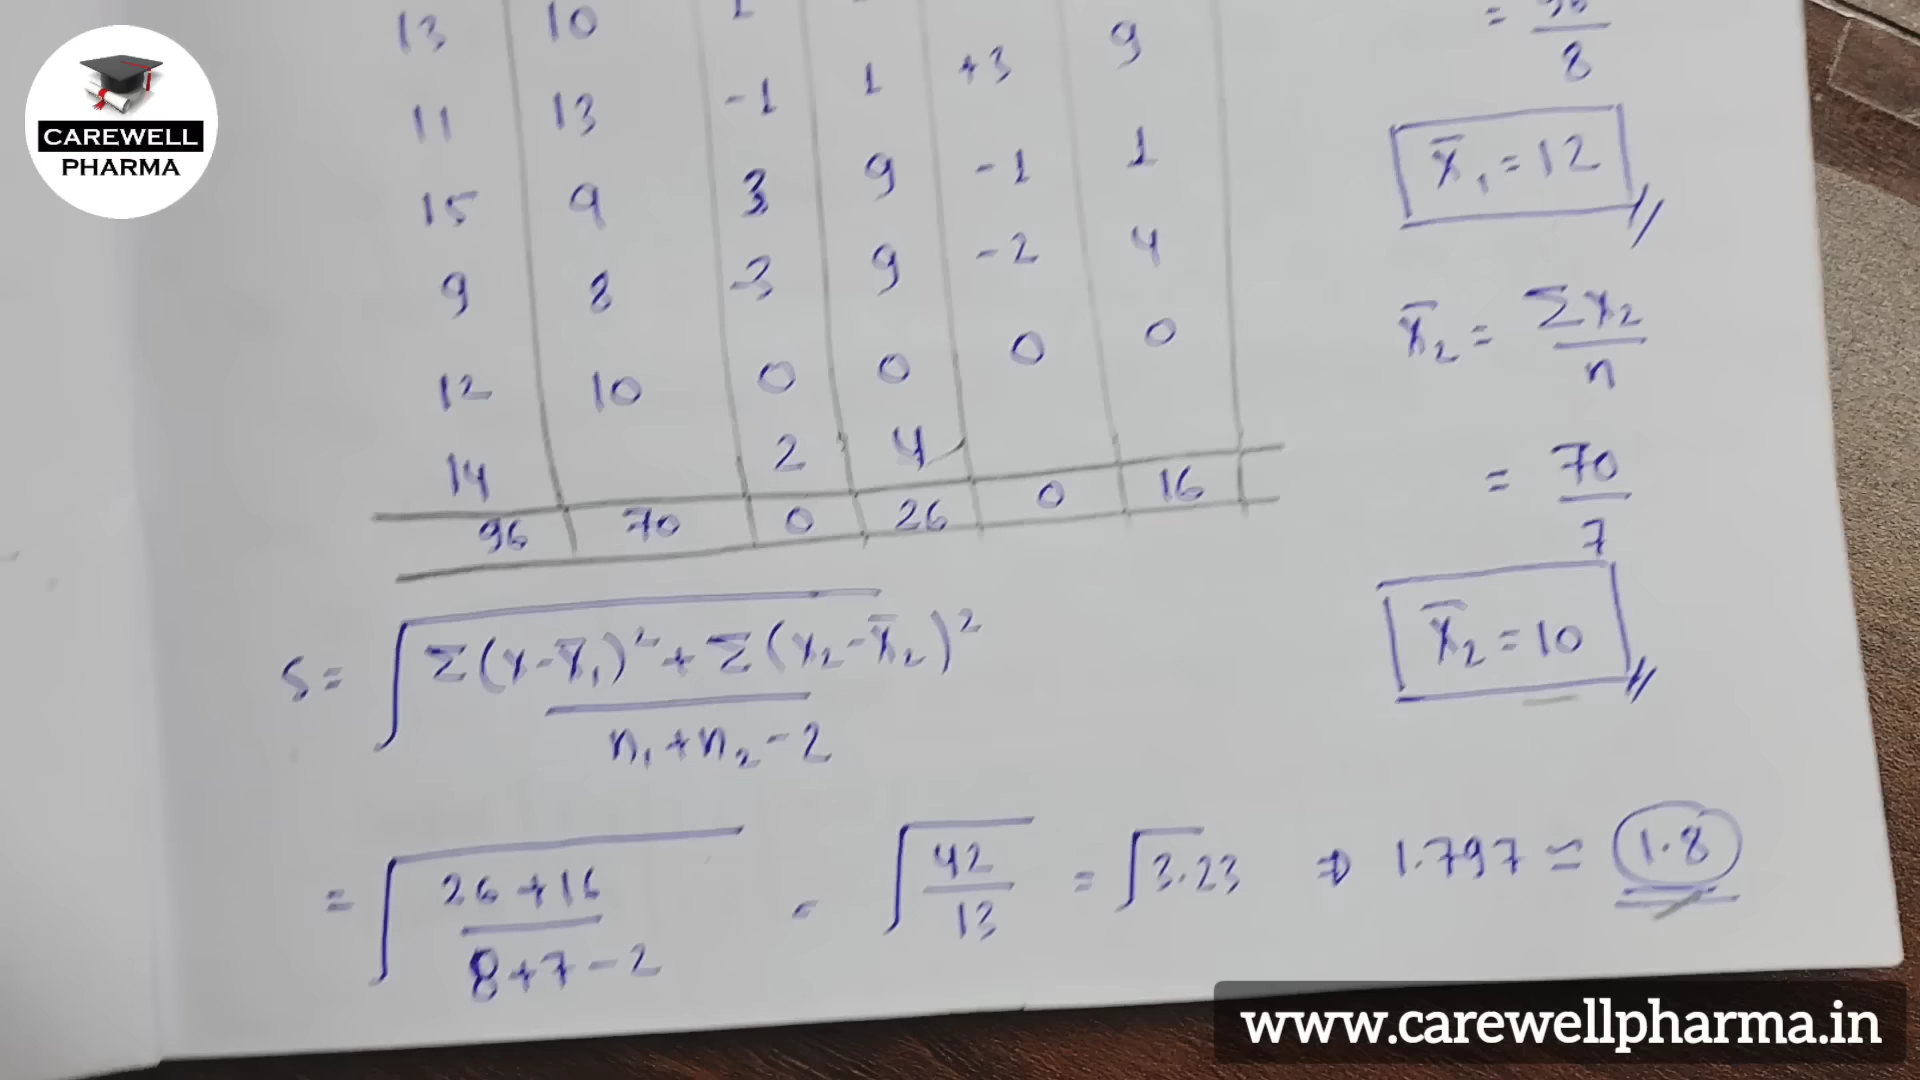 CAREWELL
PHARMA
13 10
11 13 -1 1 +3 9
15 9 3 9 -1 1
9 8 -3 9 -2 4
12 10 0 0 0 0
14 2 4
96 70 0 26 0 16
= /8
X̄₁ = 12
X̄₂ = ΣX₂/n
= 70/7
X̄₂ = 10
S = √(Σ(X-X̄₁)² + Σ(X₂-X̄₂)² / n₁+n₂-2)
= √(26+16 / 8+7-2) = √(42/13) = √3.23 ⇒ 1.797 ≈ 1.8
www.carewellpharma.in